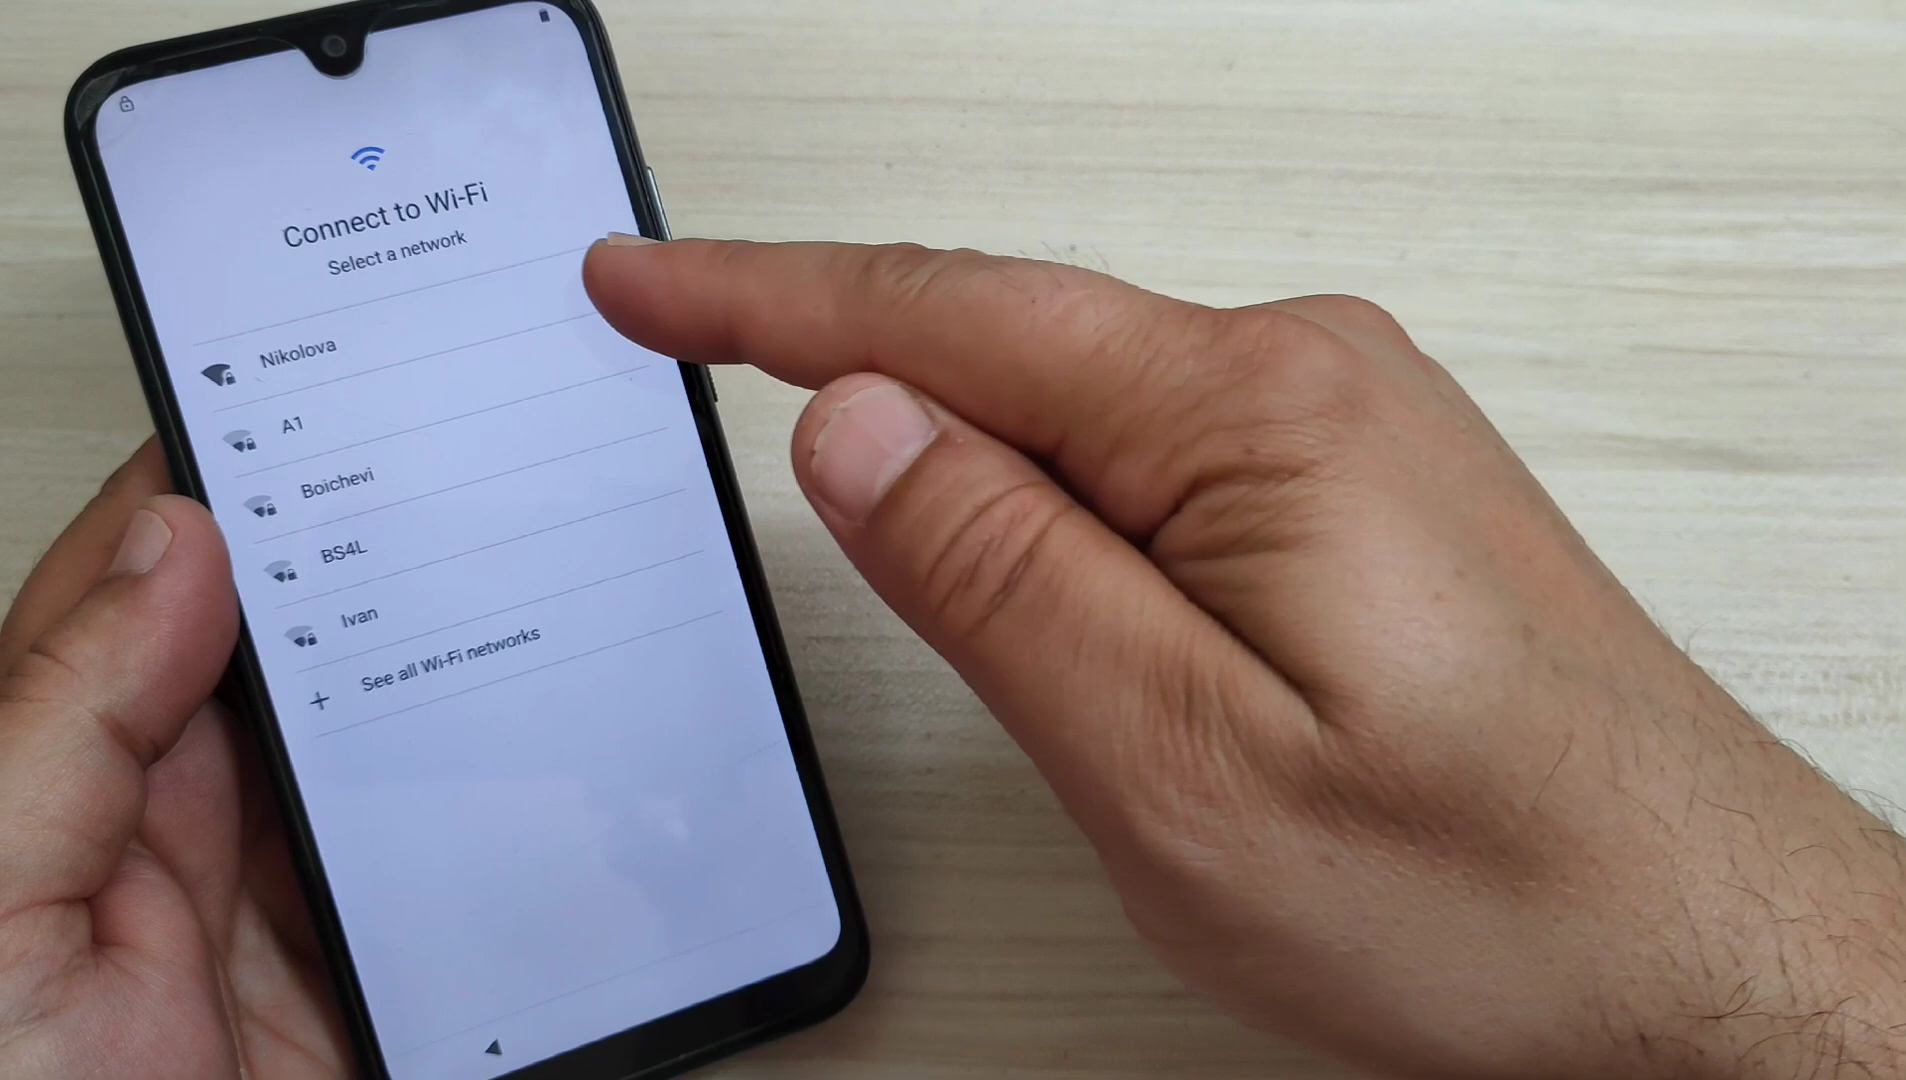 Connect to Wi-Fi
Select a network
Nikolova
A1
Boichevi
BS4L
Ivan
See all Wi-Fi networks